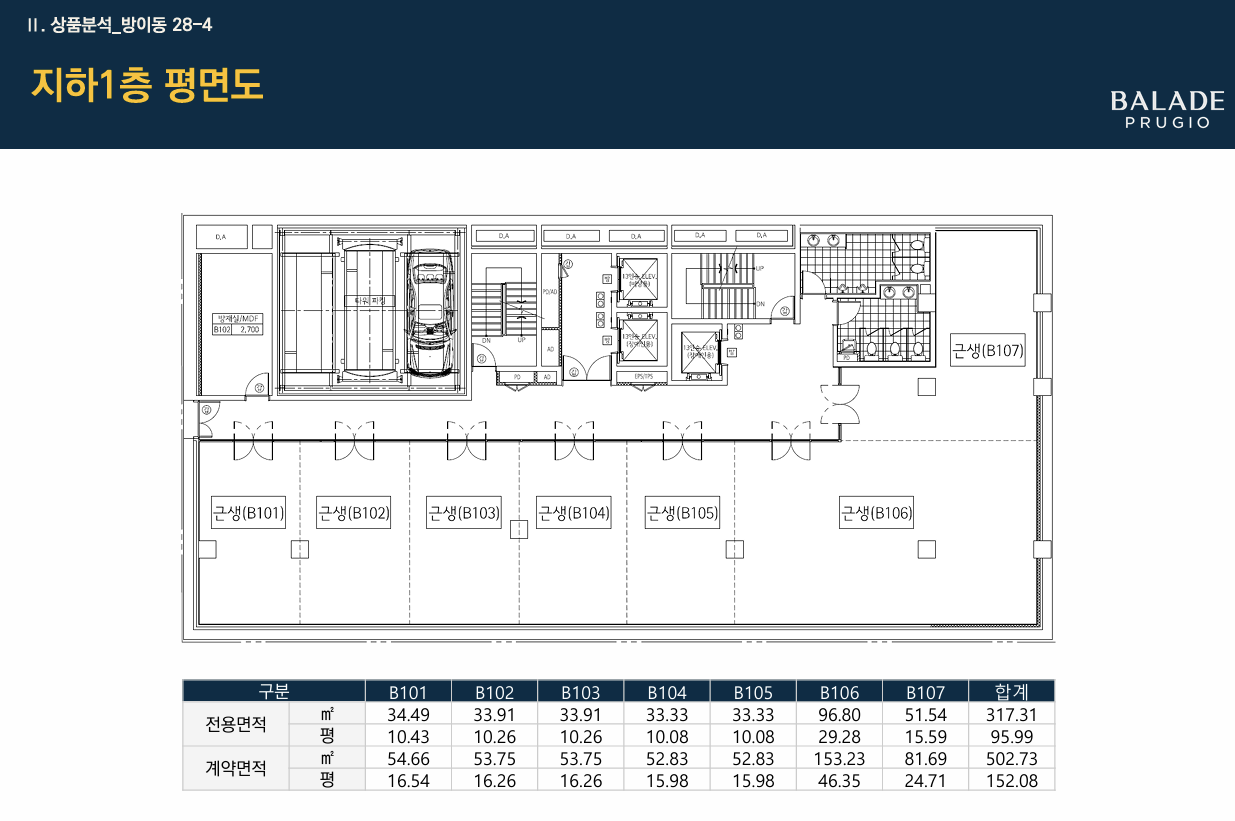 II. 상품분석_방이동 28-4
지하1층 평면도
BALADE
PRUGIO
D.A
D.A
D.A
D.A
D.A
D.A
타워 파킹
방재실/MDF
B102 2,700
DN
UP
PD/AD
AD
PD
AD
EPS/TPS
UP
DN
PD
근생(B107)
근생(B101)
근생(B102)
근생(B103)
근생(B104)
근생(B105)
근생(B106)
구분 B101 B102 B103 B104 B105 B106 B107 합계
전용면적 ㎡ 34.49 33.91 33.91 33.33 33.33 96.80 51.54 317.31
평 10.43 10.26 10.26 10.08 10.08 29.28 15.59 95.99
계약면적 ㎡ 54.66 53.75 53.75 52.83 52.83 153.23 81.69 502.73
평 16.54 16.26 16.26 15.98 15.98 46.35 24.71 152.08